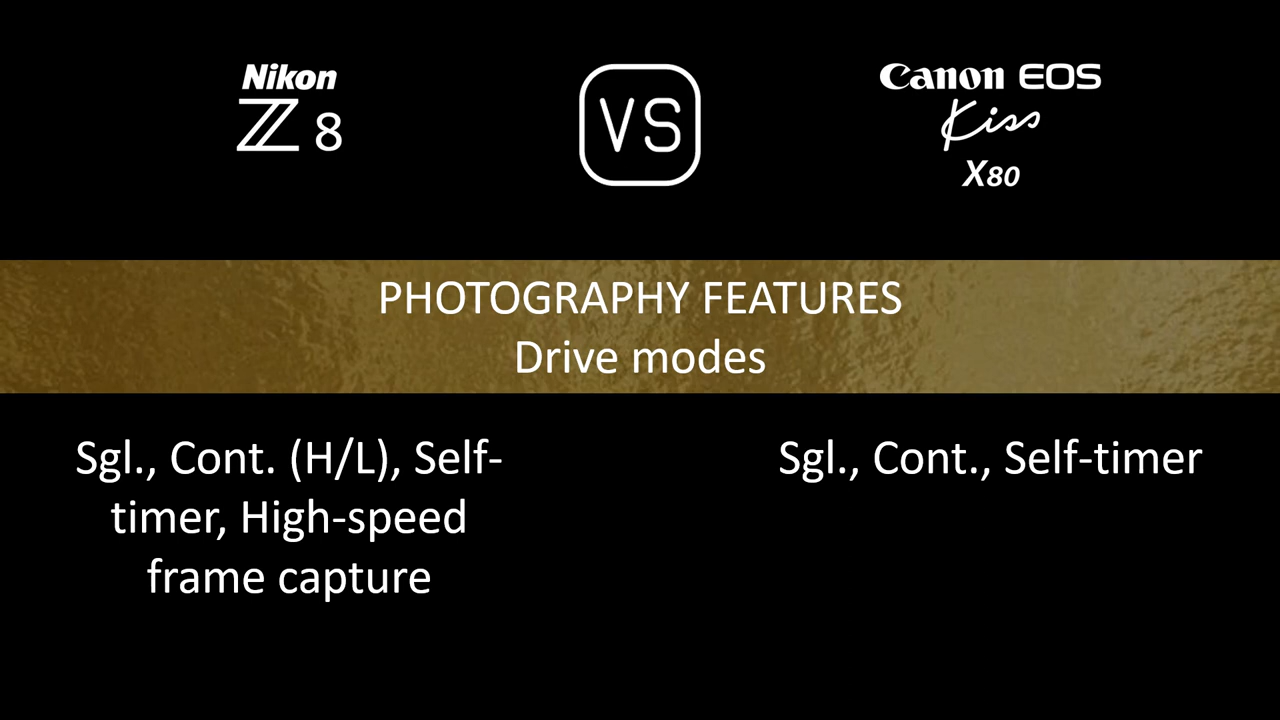 Nikon
Z 8
VS
Canon EOS
Kiss
X80
PHOTOGRAPHY FEATURES
Drive modes
Sgl., Cont. (H/L), Self-
timer, High-speed
frame capture
Sgl., Cont., Self-timer